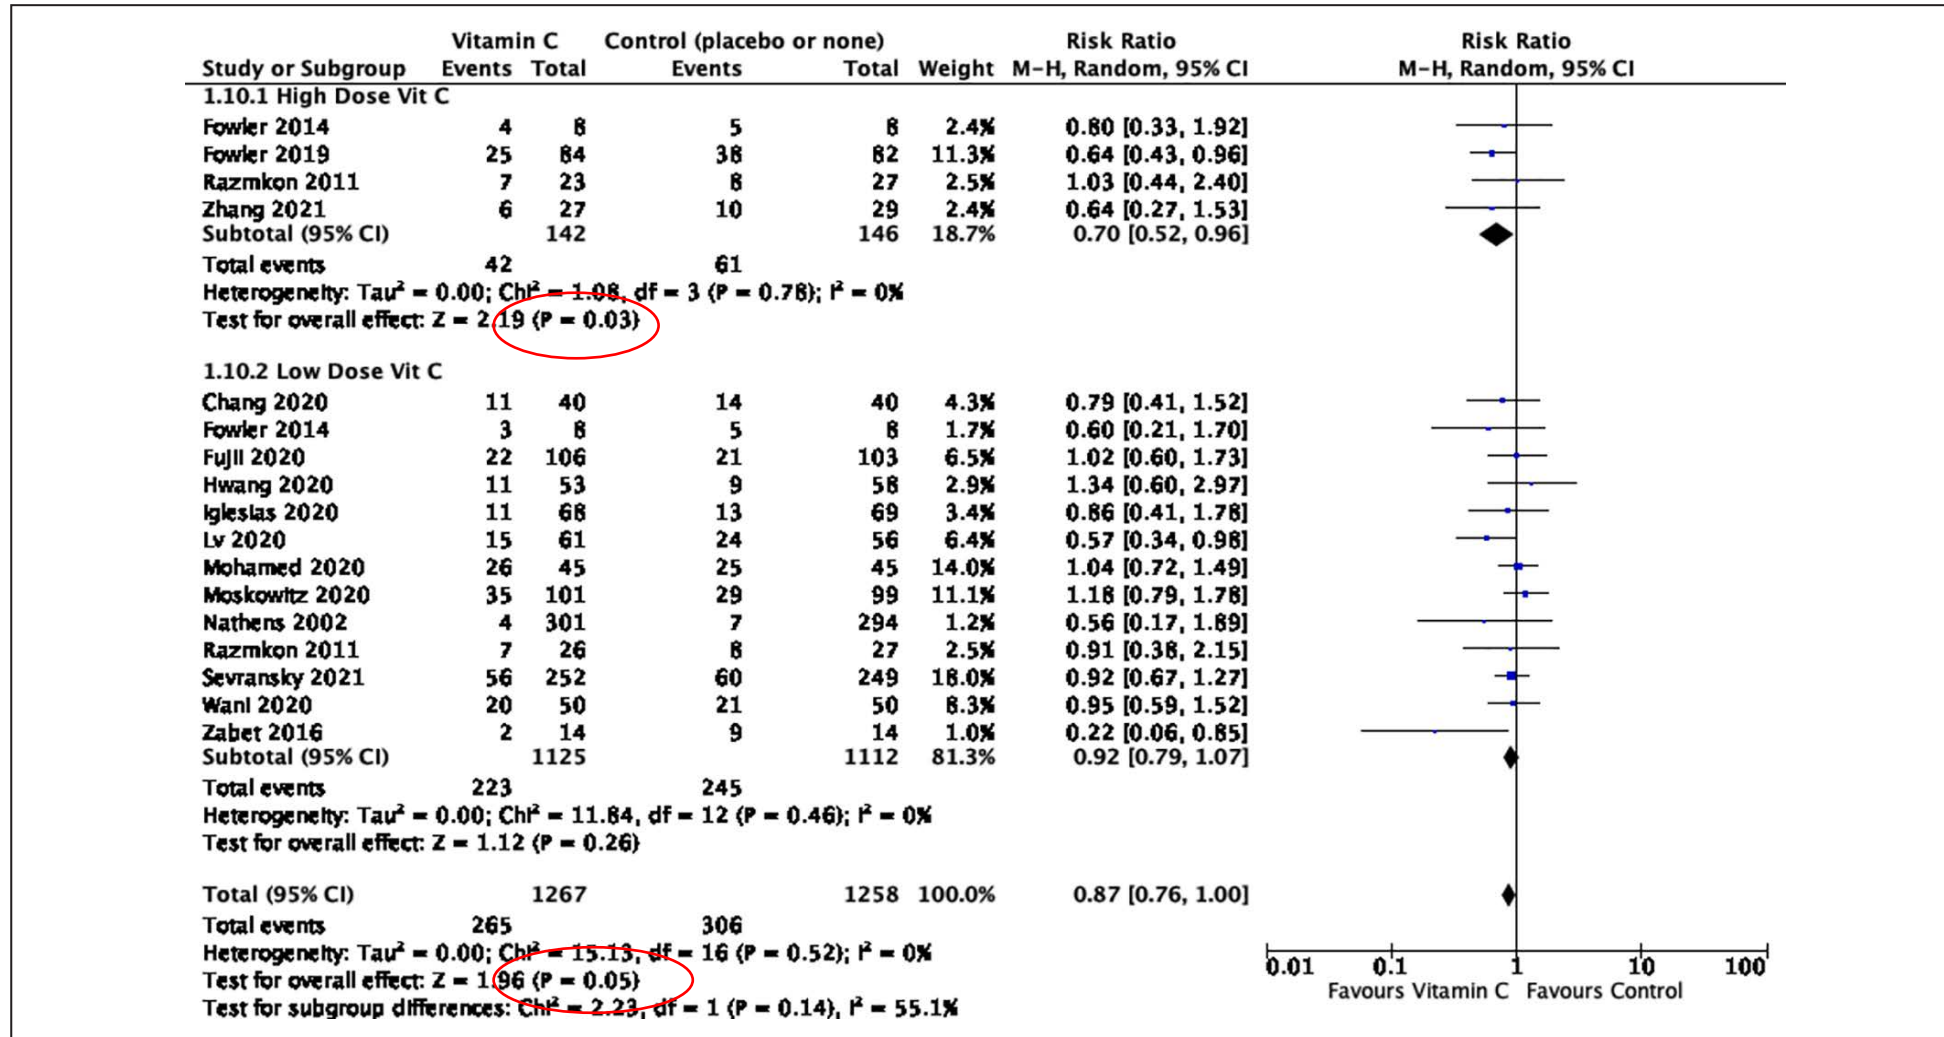 Vitamin C Control (placebo or none) Risk Ratio Risk Ratio
Study or Subgroup Events Total Events Total Weight M-H, Random, 95% CI M-H, Random, 95% CI
1.10.1 High Dose Vit C
Fowler 2014 4 8 5 8 2.4% 0.80 [0.33, 1.92]
Fowler 2019 25 84 38 82 11.3% 0.64 [0.43, 0.96]
Razmkon 2011 7 23 8 27 2.5% 1.03 [0.44, 2.40]
Zhang 2021 6 27 10 29 2.4% 0.64 [0.27, 1.53]
Subtotal (95% CI) 142 146 18.7% 0.70 [0.52, 0.96]
Total events 42 61
Heterogeneity: Tau² = 0.00; Chi² = 1.08, df = 3 (P = 0.78); I² = 0%
Test for overall effect: Z = 2.19 (P = 0.03)
1.10.2 Low Dose Vit C
Chang 2020 11 40 14 40 4.3% 0.79 [0.41, 1.52]
Fowler 2014 3 8 5 8 1.7% 0.60 [0.21, 1.70]
Fujii 2020 22 106 21 103 6.5% 1.02 [0.60, 1.73]
Hwang 2020 11 53 9 58 2.9% 1.34 [0.60, 2.97]
Iglesias 2020 11 68 13 69 3.4% 0.86 [0.41, 1.78]
Lv 2020 15 61 24 56 6.4% 0.57 [0.34, 0.98]
Mohamed 2020 26 45 25 45 14.0% 1.04 [0.72, 1.49]
Moskowitz 2020 35 101 29 99 11.1% 1.18 [0.79, 1.78]
Nathens 2002 4 301 7 294 1.2% 0.56 [0.17, 1.89]
Razmkon 2011 7 26 8 27 2.5% 0.91 [0.38, 2.15]
Sevransky 2021 56 252 60 249 18.0% 0.92 [0.67, 1.27]
Wani 2020 20 50 21 50 8.3% 0.95 [0.59, 1.52]
Zabet 2016 2 14 9 14 1.0% 0.22 [0.06, 0.85]
Subtotal (95% CI) 1125 1112 81.3% 0.92 [0.79, 1.07]
Total events 223 245
Heterogeneity: Tau² = 0.00; Chi² = 11.84, df = 12 (P = 0.46); I² = 0%
Test for overall effect: Z = 1.12 (P = 0.26)
Total (95% CI) 1267 1258 100.0% 0.87 [0.76, 1.00]
Total events 265 306
Heterogeneity: Tau² = 0.00; Chi² = 15.13, df = 16 (P = 0.52); I² = 0%
Test for overall effect: Z = 1.96 (P = 0.05)
Test for subgroup differences: Chi² = 2.23, df = 1 (P = 0.14), I² = 55.1%
0.01 0.1 1 10 100
Favours Vitamin C Favours Control